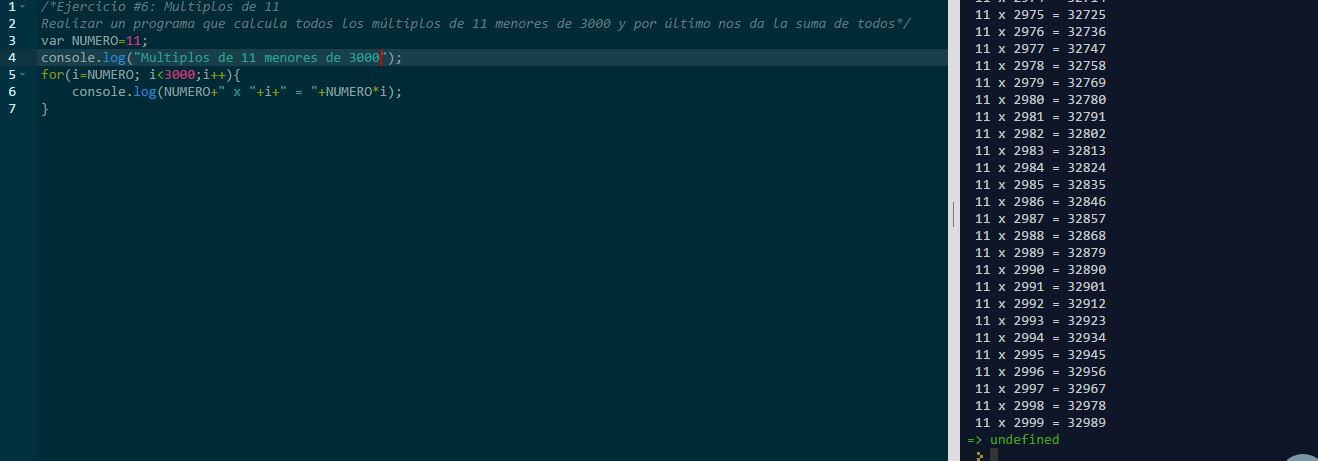 1 /*Ejercicio #6: Multiplos de 11
2 Realizar un programa que calcula todos los múltiplos de 11 menores de 3000 y por último nos da la suma de todos*/
3 var NUMERO=11;
4 console.log("Multiplos de 11 menores de 3000");
5 for(i=NUMERO; i<3000;i++){
6 console.log(NUMERO+" x "+i+" = "+NUMERO*i);
7 }
11 x 2975 = 32725
11 x 2976 = 32736
11 x 2977 = 32747
11 x 2978 = 32758
11 x 2979 = 32769
11 x 2980 = 32780
11 x 2981 = 32791
11 x 2982 = 32802
11 x 2983 = 32813
11 x 2984 = 32824
11 x 2985 = 32835
11 x 2986 = 32846
11 x 2987 = 32857
11 x 2988 = 32868
11 x 2989 = 32879
11 x 2990 = 32890
11 x 2991 = 32901
11 x 2992 = 32912
11 x 2993 = 32923
11 x 2994 = 32934
11 x 2995 = 32945
11 x 2996 = 32956
11 x 2997 = 32967
11 x 2998 = 32978
11 x 2999 = 32989
=> undefined